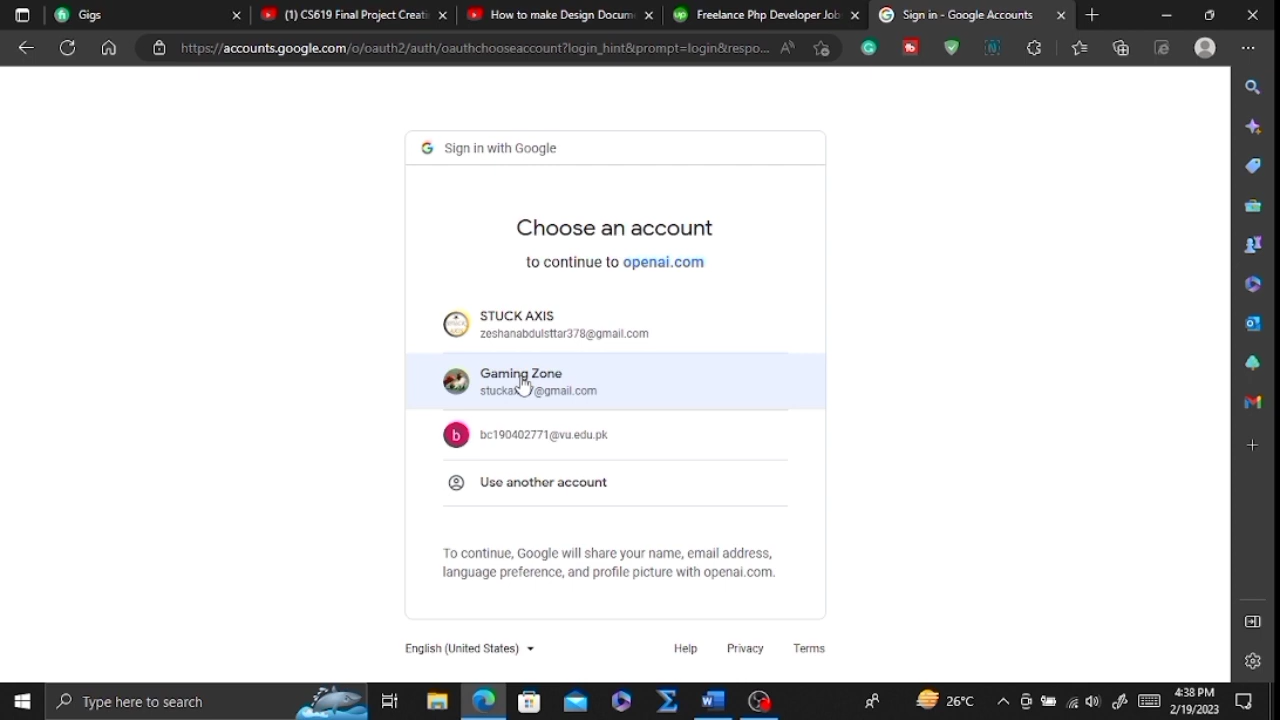 Gigs
(1) CS619 Final Project Creati
How to make Design Docum
Freelance Php Developer Job
Sign in - Google Accounts
https://accounts.google.com/o/oauth2/auth/oauthchooseaccount?login_hint&prompt=login&respo...
Sign in with Google
Choose an account
to continue to openai.com
STUCK AXIS
zeshanabdulsttar378@gmail.com
Gaming Zone
@gmail.com
b
bc190402771@vu.edu.pk
Use another account
To continue, Google will share your name, email address,
language preference, and profile picture with openai.com.
English (United States)
Help
Privacy
Terms
Type here to search
26°C
4:38 PM
2/19/2023